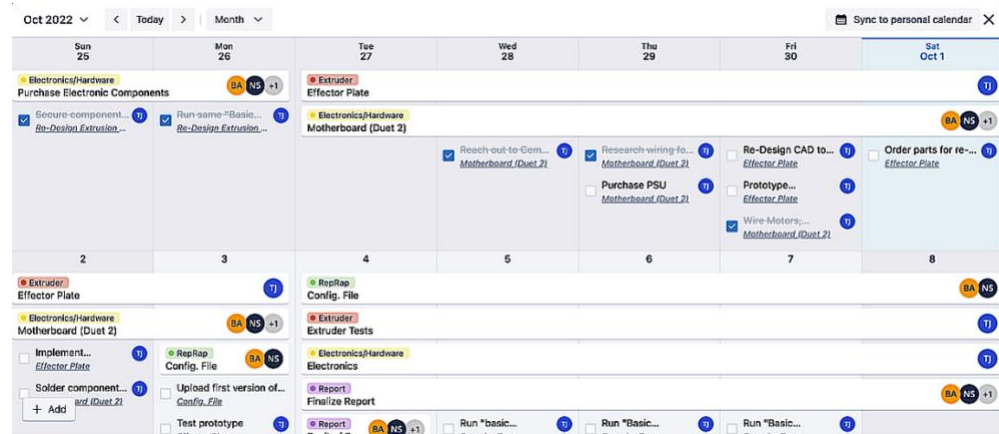 Oct 2022 < Today > Month Sync to personal calendar
Sun Mon Tue Wed Thu Fri Sat
25 26 27 28 29 30 Oct 1
Electronics/Hardware BA NS +1 Extruder TJ
Purchase Electronic Components Effector Plate
Electronics/Hardware BA NS +1
Motherboard (Duet 2)
Secure component... TJ Run same "Basic... TJ
Re-Design Extrusion ... Re-Design Extrusion ...
Reach out to Com... TJ Research wiring fo... TJ Re-Design CAD to... TJ Order parts for re-... TJ
Motherboard (Duet 2) Motherboard (Duet 2) Effector Plate Effector Plate
Purchase PSU TJ Prototype... TJ
Motherboard (Duet 2) Effector Plate
Wire Motors,... TJ
Motherboard (Duet 2)
2 3 4 5 6 7 8
Extruder TJ RepRap BA NS
Effector Plate Config. File
Electronics/Hardware BA NS +1 Extruder TJ
Motherboard (Duet 2) Extruder Tests
Implement... TJ RepRap BA NS Electronics/Hardware TJ
Effector Plate Config. File Electronics
Solder component... TJ Upload first version of... Report BA NS +1
+ Add (Duet 2) Config. File Finalize Report
Test prototype TJ Report BA NS +1 Run "basic... TJ Run "Basic... TJ Run "Basic... TJ